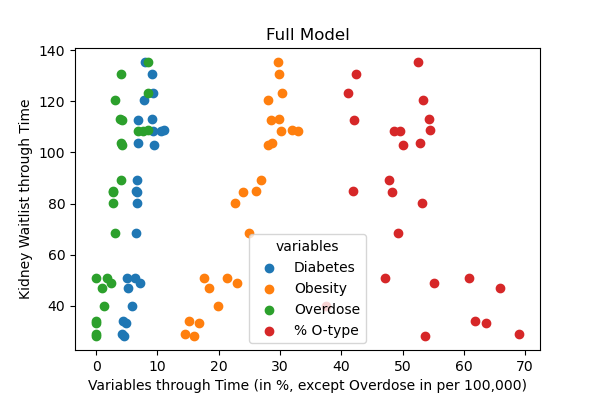 Full Model
Kidney Waitlist through Time
140
120
100
80
60
40
variables
Diabetes
Obesity
Overdose
% O-type
0 10 20 30 40 50 60 70
Variables through Time (in %, except Overdose in per 100,000)